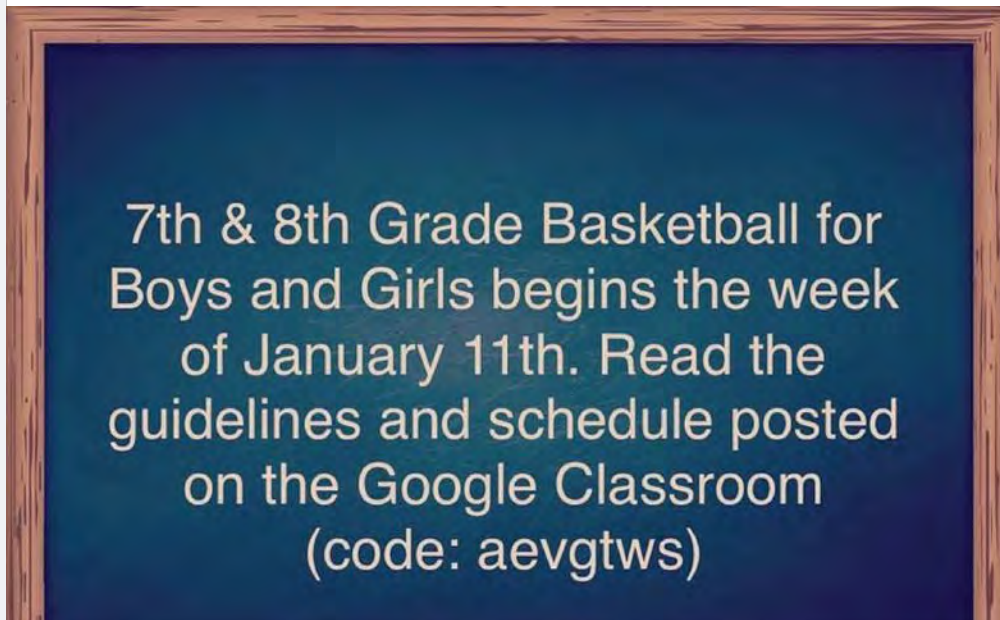 7th & 8th Grade Basketball for
Boys and Girls begins the week
of January 11th. Read the
guidelines and schedule posted
on the Google Classroom
(code: aevgtws)